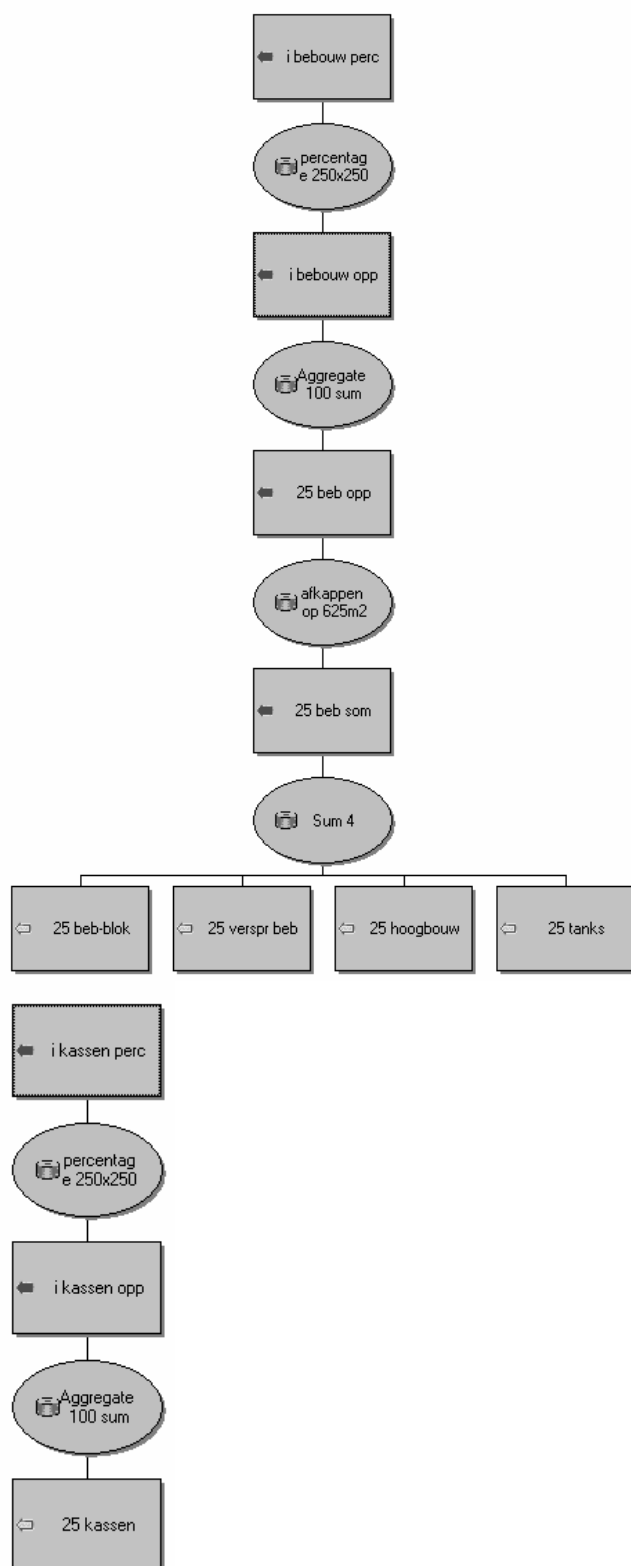 i bebouw perc
percentag
e 250x250
i bebouw opp
Aggregate
100 sum
25 beb opp
afkappen
op 625m2
25 beb som
Sum 4
25 beb-blok
25 verspr beb
25 hoogbouw
25 tanks
i kassen perc
percentag
e 250x250
i kassen opp
Aggregate
100 sum
25 kassen